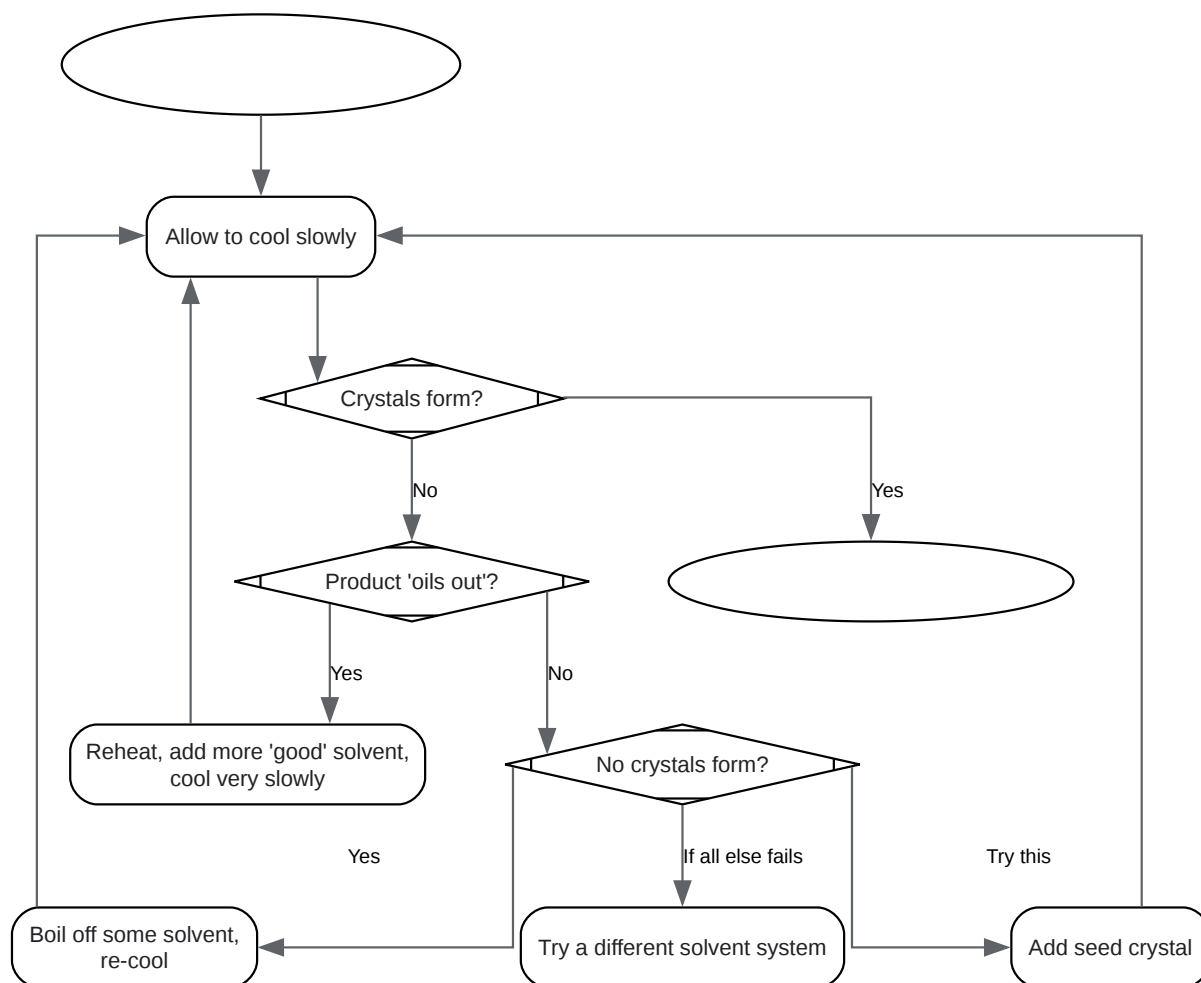 Allow to cool slowly
Crystals form?
No
Yes
Product 'oils out'?
Yes
No
Reheat, add more 'good' solvent,
cool very slowly
No crystals form?
Yes
If all else fails
Try this
Boil off some solvent,
re-cool
Try a different solvent system
Add seed crystal